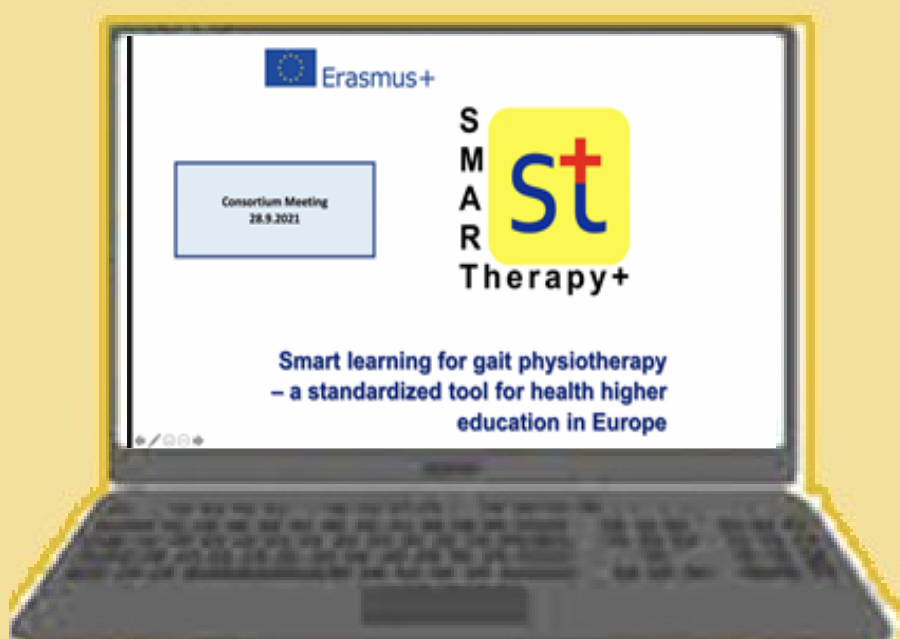 Erasmus+
Consortium Meeting
28.9.2021
S
M
A
R
Therapy+
st
Smart learning for gait physiotherapy
– a standardized tool for health higher
education in Europe